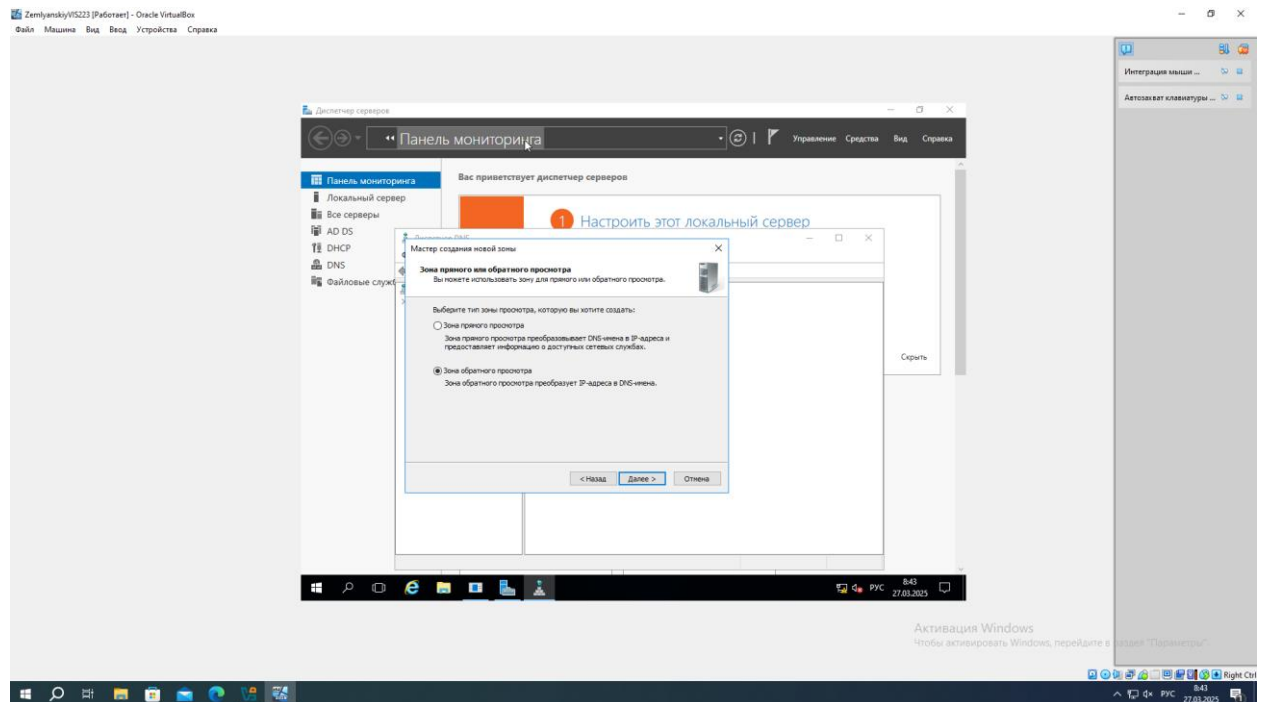 ZemlyanskiyVIS223 [Работает] - Oracle VirtualBox
Файл Машина Вид Ввод Устройства Справка
Интеграция мыши ...
Автозахват клавиатуры ...
Диспетчер серверов
Панель мониторинга
Управление Средства Вид Справка
Панель мониторинга
Локальный сервер
Все серверы
AD DS
DHCP
DNS
Файловые служ
Вас приветствует диспетчер серверов
1 Настроить этот локальный сервер
Скрыть
Мастер создания новой зоны
Зона прямого или обратного просмотра
Вы можете использовать зону для прямого или обратного просмотра.
Выберите тип зоны просмотра, которую вы хотите создать:
Зона прямого просмотра
Зона прямого просмотра преобразовывает DNS-имена в IP-адреса и
предоставляет информацию о доступных сетевых службах.
Зона обратного просмотра
Зона обратного просмотра преобразует IP-адреса в DNS-имена.
< Назад Далее > Отмена
РУС 8:43
27.03.2025
Активация Windows
Чтобы активировать Windows, перейдите в раздел "Параметры".
Right Ctrl
РУС 8:43
27.03.2025